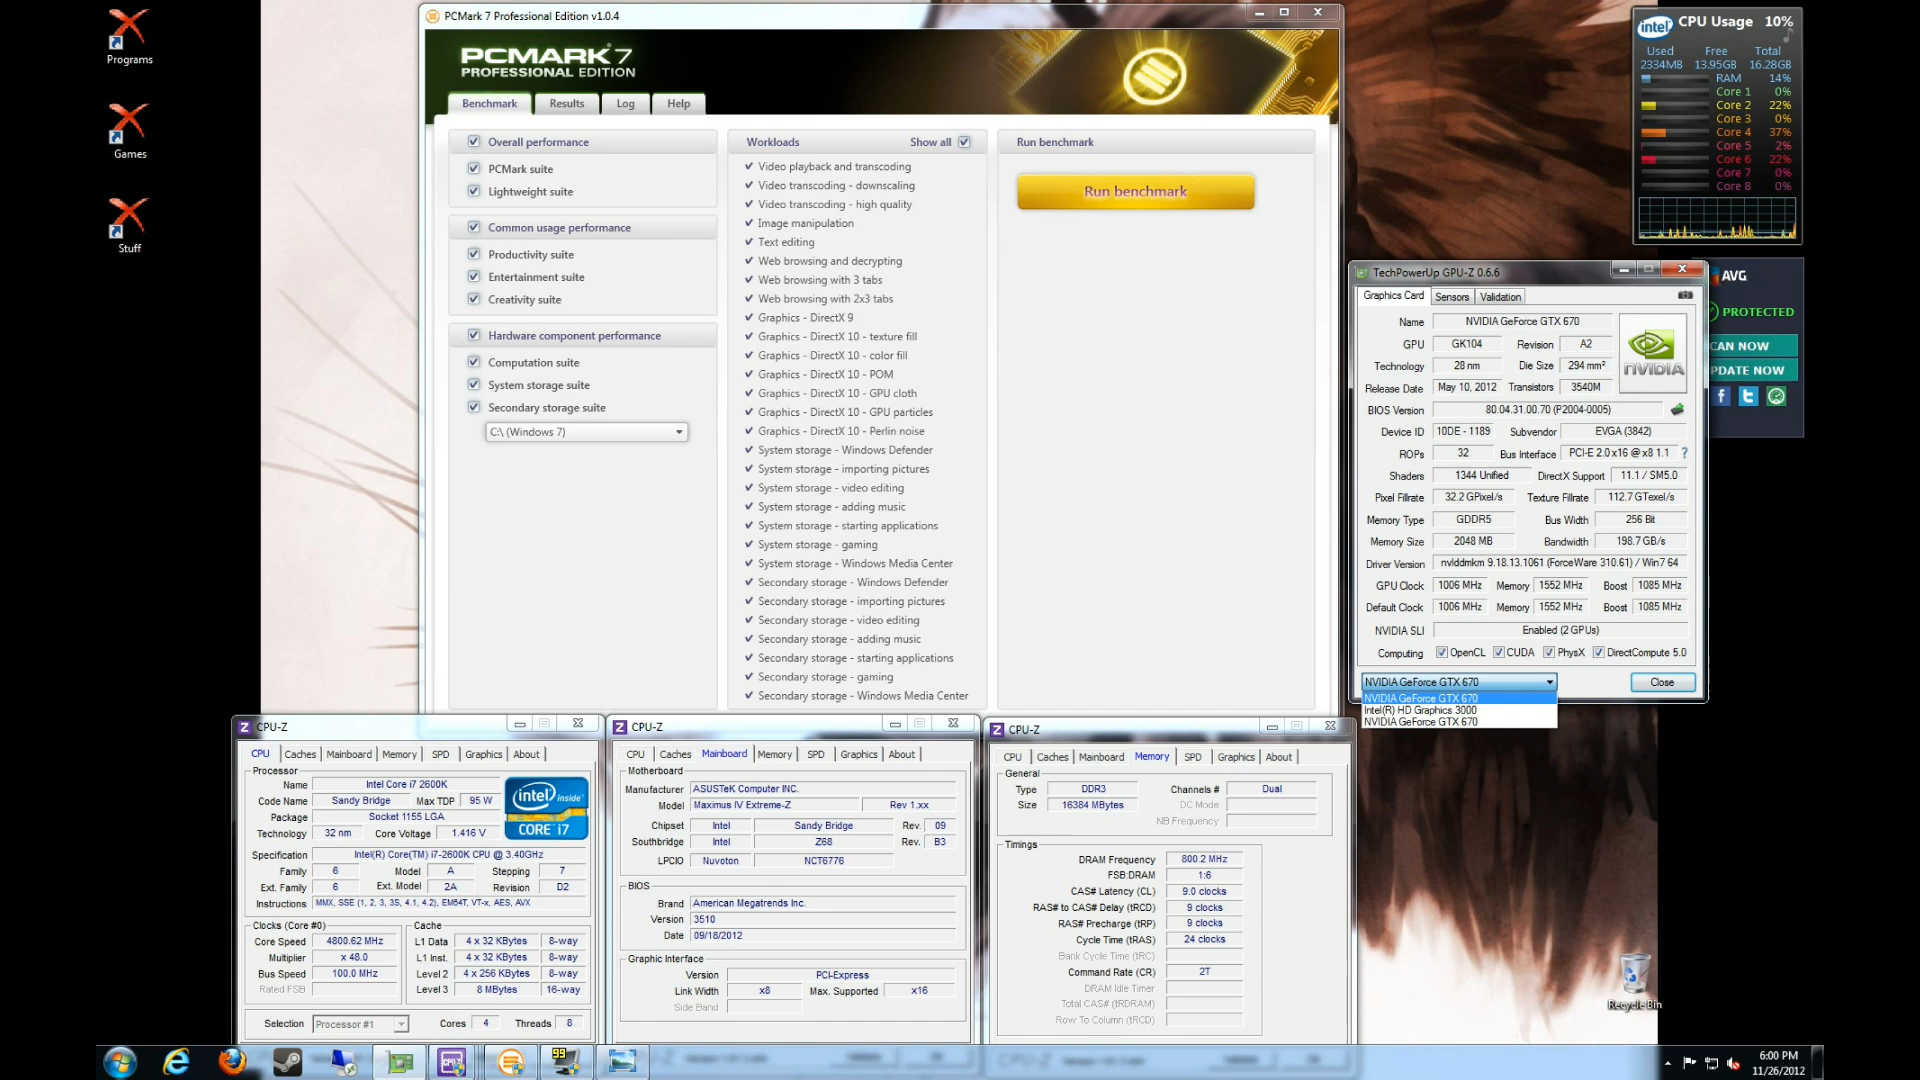 Programs
Games
Stuff
PCMark 7 Professional Edition v1.0.4
PCMARK 7
PROFESSIONAL EDITION
Benchmark Results Log Help
Overall performance
PCMark suite
Lightweight suite
Common usage performance
Productivity suite
Entertainment suite
Creativity suite
Hardware component performance
Computation suite
System storage suite
Secondary storage suite
C:\ (Windows 7)
Workloads Show all
Video playback and transcoding
Video transcoding - downscaling
Video transcoding - high quality
Image manipulation
Text editing
Web browsing and decrypting
Web browsing with 3 tabs
Web browsing with 2x3 tabs
Graphics - DirectX 9
Graphics - DirectX 10 - texture fill
Graphics - DirectX 10 - color fill
Graphics - DirectX 10 - POM
Graphics - DirectX 10 - GPU cloth
Graphics - DirectX 10 - GPU particles
Graphics - DirectX 10 - Perlin noise
System storage - Windows Defender
System storage - importing pictures
System storage - video editing
System storage - adding music
System storage - starting applications
System storage - gaming
System storage - Windows Media Center
Secondary storage - Windows Defender
Secondary storage - importing pictures
Secondary storage - video editing
Secondary storage - adding music
Secondary storage - starting applications
Secondary storage - gaming
Secondary storage - Windows Media Center
Run benchmark
Run benchmark
intel CPU Usage 10%
Used Free Total
2334MB 13.95GB 16.28GB
RAM 14%
Core 1 0%
Core 2 22%
Core 3 0%
Core 4 37%
Core 5 2%
Core 6 22%
Core 7 0%
Core 8 0%
AVG
PROTECTED
CAN NOW
PDATE NOW
TechPowerUp GPU-Z 0.6.6
Graphics Card Sensors Validation
Name NVIDIA GeForce GTX 670
GPU GK104 Revision A2
Technology 28 nm Die Size 294 mm²
Release Date May 10, 2012 Transistors 3540M
NVIDIA
BIOS Version 80.04.31.00.70 (P2004-0005)
Device ID 10DE - 1189 Subvendor EVGA (3842)
ROPs 32 Bus Interface PCI-E 2.0 x16 @ x8 1.1 ?
Shaders 1344 Unified DirectX Support 11.1 / SM5.0
Pixel Fillrate 32.2 GPixel/s Texture Fillrate 112.7 GTexel/s
Memory Type GDDR5 Bus Width 256 Bit
Memory Size 2048 MB Bandwidth 198.7 GB/s
Driver Version nvlddmkm 9.18.13.1061 (ForceWare 310.61) / Win7 64
GPU Clock 1006 MHz Memory 1552 MHz Boost 1085 MHz
Default Clock 1006 MHz Memory 1552 MHz Boost 1085 MHz
NVIDIA SLI Enabled (2 GPUs)
Computing OpenCL CUDA PhysX DirectCompute 5.0
NVIDIA GeForce GTX 670 Close
NVIDIA GeForce GTX 670
Intel(R) HD Graphics 3000
NVIDIA GeForce GTX 670
CPU-Z
CPU Caches Mainboard Memory SPD Graphics About
Processor
Name Intel Core i7 2600K
Code Name Sandy Bridge Max TDP 95 W
Package Socket 1155 LGA
Technology 32 nm Core Voltage 1.416 V
intel inside
CORE i7
Specification Intel(R) Core(TM) i7-2600K CPU @ 3.40GHz
Family 6 Model A Stepping 7
Ext. Family 6 Ext. Model 2A Revision D2
Instructions MMX, SSE (1, 2, 3, 3S, 4.1, 4.2), EM64T, VT-x, AES, AVX
Clocks (Core #0)
Core Speed 4800.62 MHz
Multiplier x 48.0
Bus Speed 100.0 MHz
Rated FSB
Cache
L1 Data 4 x 32 KBytes 8-way
L1 Inst. 4 x 32 KBytes 8-way
Level 2 4 x 256 KBytes 8-way
Level 3 8 MBytes 16-way
Selection Processor #1 Cores 4 Threads 8
CPU-Z
CPU Caches Mainboard Memory SPD Graphics About
Motherboard
Manufacturer ASUSTeK Computer INC.
Model Maximus IV Extreme-Z Rev 1.xx
Chipset Intel Sandy Bridge Rev. 09
Southbridge Intel Z68 Rev. B3
LPCIO Nuvoton NCT6776
BIOS
Brand American Megatrends Inc.
Version 3510
Date 09/18/2012
Graphic Interface
Version PCI-Express
Link Width x8 Max. Supported x16
Side Band
CPU-Z
CPU Caches Mainboard Memory SPD Graphics About
General
Type DDR3 Channels # Dual
Size 16384 MBytes DC Mode
NB Frequency
Timings
DRAM Frequency 800.2 MHz
FSB:DRAM 1:6
CAS# Latency (CL) 9.0 clocks
RAS# to CAS# Delay (tRCD) 9 clocks
RAS# Precharge (tRP) 9 clocks
Cycle Time (tRAS) 24 clocks
Bank Cycle Time (tRC)
Command Rate (CR) 2T
DRAM Idle Timer
Total CAS# (tRDRAM)
Row To Column (tRCD)
Recycle Bin
99
6:00 PM
11/26/2012